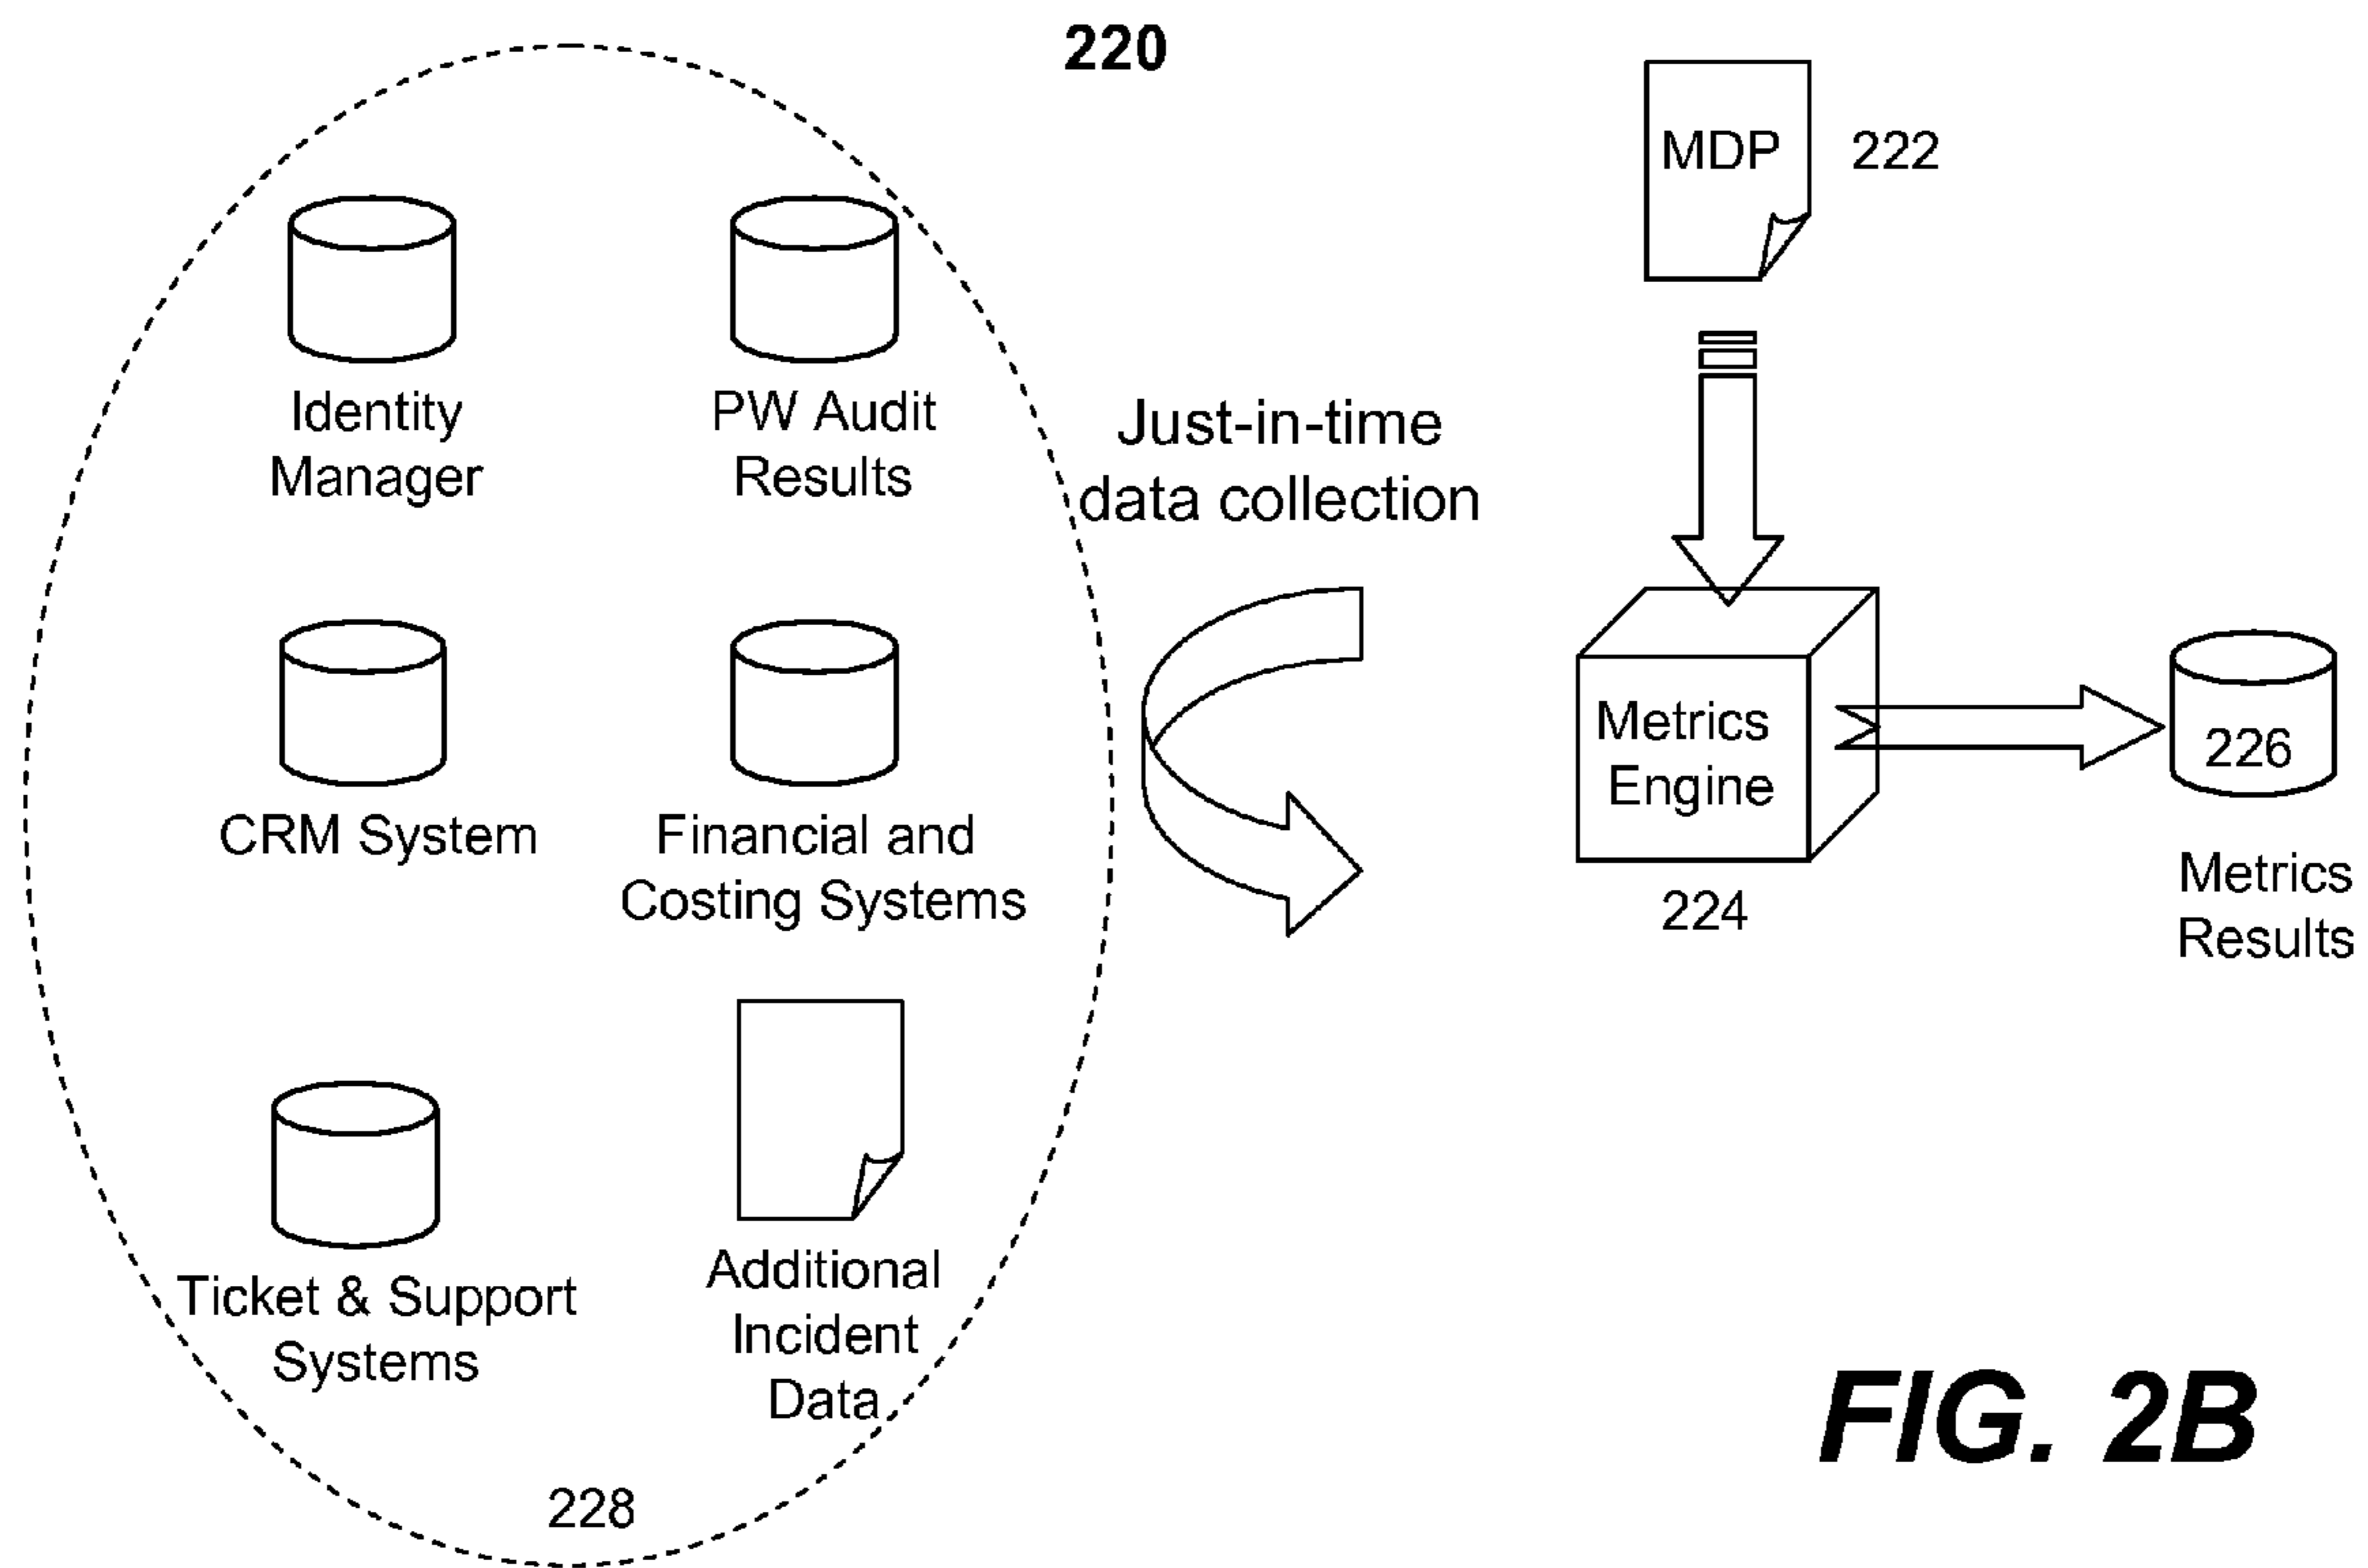 220
MDP
222
Identity
Manager
PW Audit
Results
Just-in-time
data collection
CRM System
Financial and
Costing Systems
Metrics
Engine
224
226
Metrics
Results
Ticket & Support
Systems
Additional
Incident
Data
228
FIG. 2B